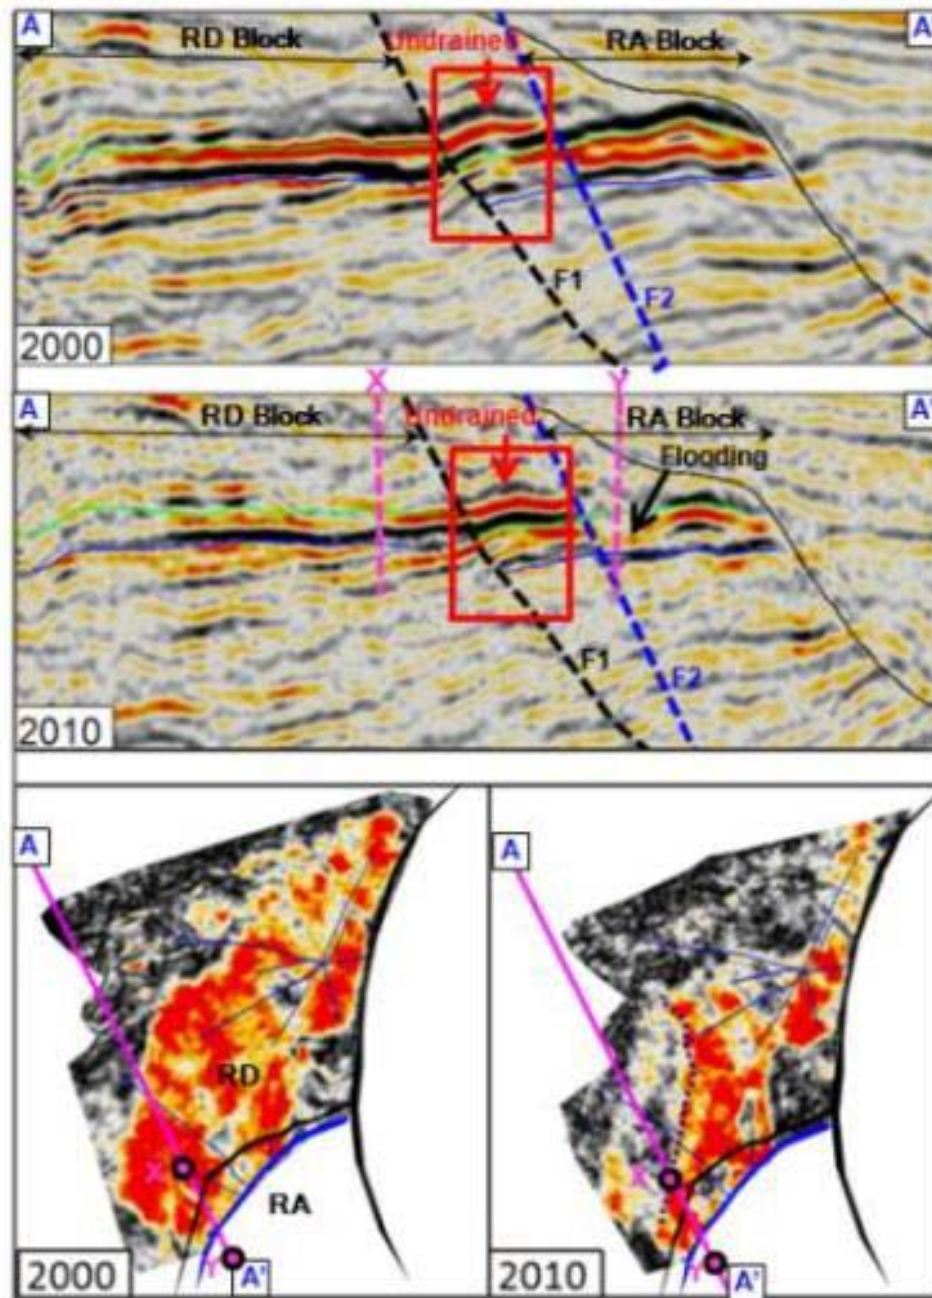 A RD Block Undrained RA Block A
F1
F2
2000
X Y
A RD Block Undrained RA Block A'
Flooding
F1
F2
2010
A A
RD
X X
RA
Y A' Y A'
2000 2010